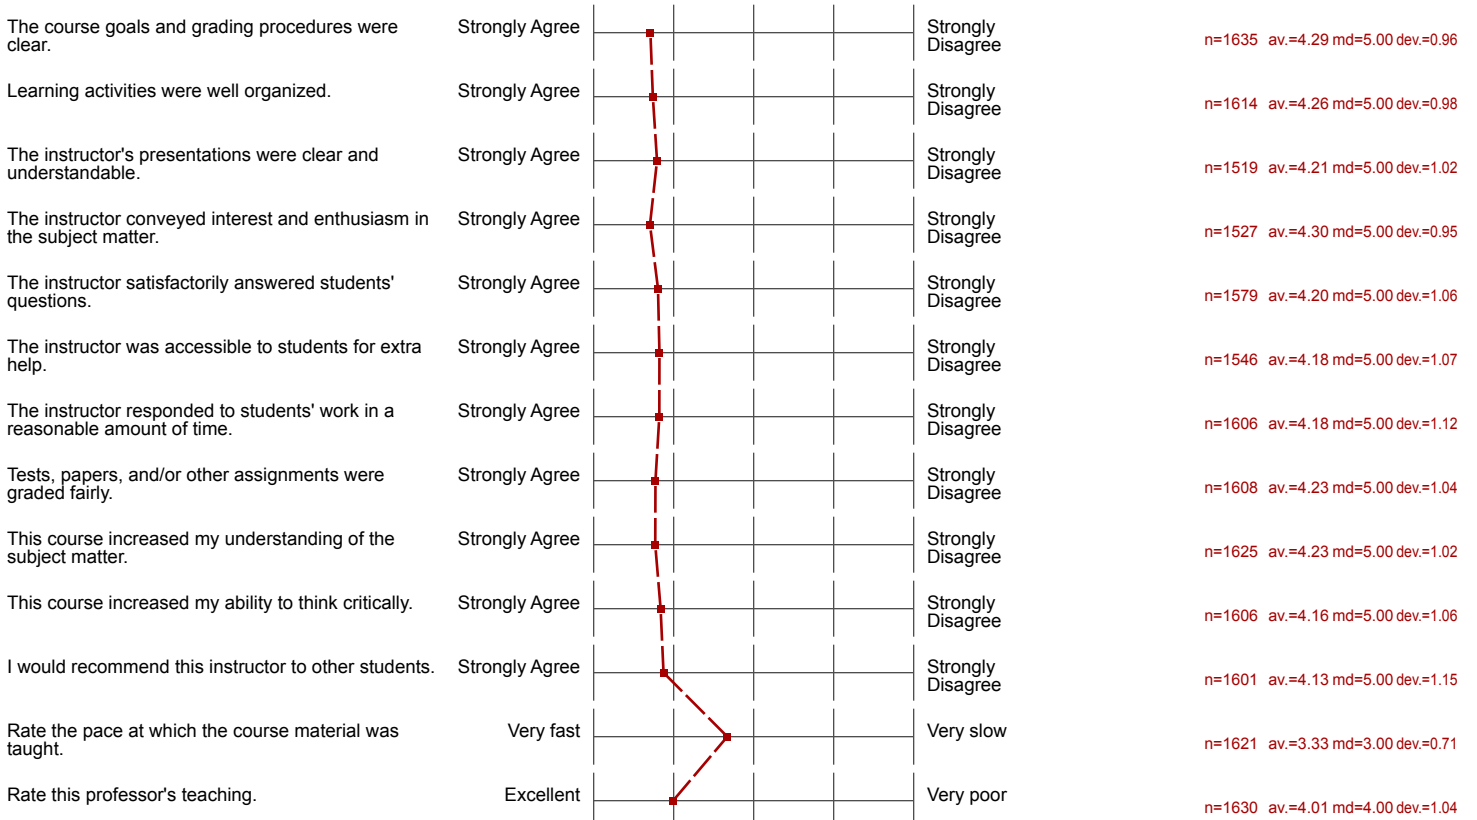 The course goals and grading procedures were
clear.
Strongly Agree
Strongly
Disagree
n=1635 av.=4.29 md=5.00 dev.=0.96
Learning activities were well organized.
Strongly Agree
Strongly
Disagree
n=1614 av.=4.26 md=5.00 dev.=0.98
The instructor's presentations were clear and
understandable.
Strongly Agree
Strongly
Disagree
n=1519 av.=4.21 md=5.00 dev.=1.02
The instructor conveyed interest and enthusiasm in
the subject matter.
Strongly Agree
Strongly
Disagree
n=1527 av.=4.30 md=5.00 dev.=0.95
The instructor satisfactorily answered students'
questions.
Strongly Agree
Strongly
Disagree
n=1579 av.=4.20 md=5.00 dev.=1.06
The instructor was accessible to students for extra
help.
Strongly Agree
Strongly
Disagree
n=1546 av.=4.18 md=5.00 dev.=1.07
The instructor responded to students' work in a
reasonable amount of time.
Strongly Agree
Strongly
Disagree
n=1606 av.=4.18 md=5.00 dev.=1.12
Tests, papers, and/or other assignments were
graded fairly.
Strongly Agree
Strongly
Disagree
n=1608 av.=4.23 md=5.00 dev.=1.04
This course increased my understanding of the
subject matter.
Strongly Agree
Strongly
Disagree
n=1625 av.=4.23 md=5.00 dev.=1.02
This course increased my ability to think critically.
Strongly Agree
Strongly
Disagree
n=1606 av.=4.16 md=5.00 dev.=1.06
I would recommend this instructor to other students.
Strongly Agree
Strongly
Disagree
n=1601 av.=4.13 md=5.00 dev.=1.15
Rate the pace at which the course material was
taught.
Very fast
Very slow
n=1621 av.=3.33 md=3.00 dev.=0.71
Rate this professor's teaching.
Excellent
Very poor
n=1630 av.=4.01 md=4.00 dev.=1.04